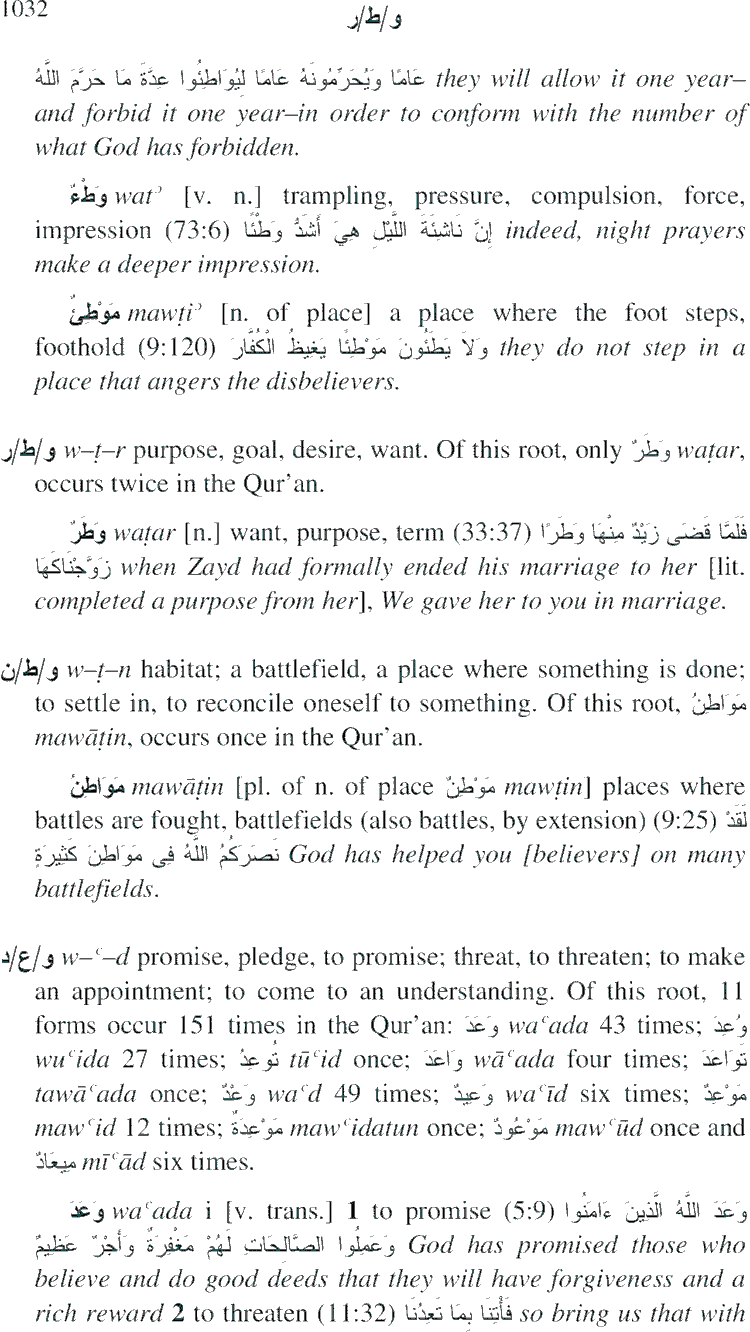 1032
و/ط/ر
عَامًا وَيُحَرِّمُونَهُ عَامًا لِيُوَاطِئُوا عِدَّةَ مَا حَرَّمَ اللَّهُ they will allow it one year–
and forbid it one year–in order to conform with the number of
what God has forbidden.
وَطْءٌ waṭʾ [v. n.] trampling, pressure, compulsion, force,
impression (73:6) إِنَّ نَاشِئَةَ اللَّيْلِ هِيَ أَشَدُّ وَطْئًا indeed, night prayers
make a deeper impression.
مَوْطِئٌ mawṭiʾ [n. of place] a place where the foot steps,
foothold (9:120) وَلَا يَطَئُونَ مَوْطِئًا يَغِيظُ الْكُفَّارَ they do not step in a
place that angers the disbelievers.
و/ط/ر w–ṭ–r purpose, goal, desire, want. Of this root, only وَطَرٌ waṭar,
occurs twice in the Qur’an.
وَطَرٌ waṭar [n.] want, purpose, term (33:37) فَلَمَّا قَضَى زَيْدٌ مِنْهَا وَطَرًا
زَوَّجْنَاكَهَا when Zayd had formally ended his marriage to her [lit.
completed a purpose from her], We gave her to you in marriage.
و/ط/ن w–ṭ–n habitat; a battlefield, a place where something is done;
to settle in, to reconcile oneself to something. Of this root, مَوَاطِنُ
mawāṭin, occurs once in the Qur’an.
مَوَاطِنُ mawāṭin [pl. of n. of place مَوْطِنٌ mawṭin] places where
battles are fought, battlefields (also battles, by extension) (9:25) لَقَدْ
نَصَرَكُمُ اللَّهُ فِى مَوَاطِنَ كَثِيرَةٍ God has helped you [believers] on many
battlefields.
و/ع/د w–ʿ–d promise, pledge, to promise; threat, to threaten; to make
an appointment; to come to an understanding. Of this root, 11
forms occur 151 times in the Qur’an: وَعَدَ waʿada 43 times; وُعِدَ
wuʿida 27 times; تُوعِدُ tūʿid once; وَاعَدَ wāʿada four times; تَوَاعَدَ
tawāʿada once; وَعْدٌ waʿd 49 times; وَعِيدٌ waʿīd six times; مَوْعِدٌ
mawʿid 12 times; مَوْعِدَةٌ mawʿidatun once; مَوْعُودٌ mawʿūd once and
مِيعَادٌ mīʿād six times.
وَعَدَ waʿada i [v. trans.] 1 to promise (5:9) وَعَدَ اللَّهُ الَّذِينَ ءَامَنُوا
وَعَمِلُوا الصَّالِحَاتِ لَهُمْ مَغْفِرَةٌ وَأَجْرٌ عَظِيمٌ God has promised those who
believe and do good deeds that they will have forgiveness and a
rich reward 2 to threaten (11:32) فَأْتِنَا بِمَا تَعِدُنَا so bring us that with